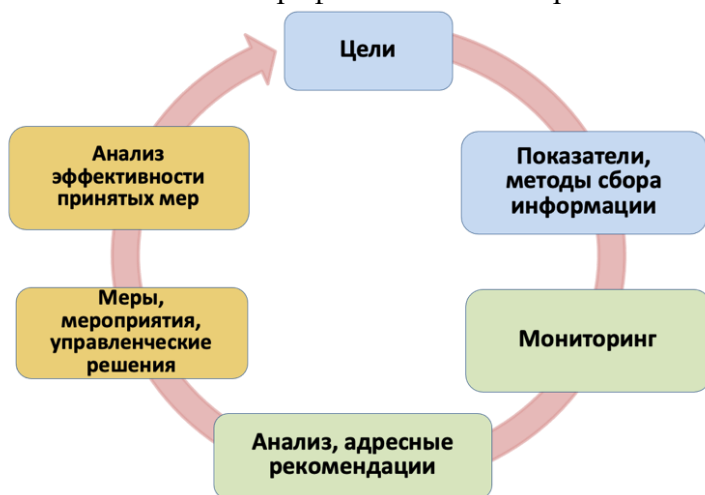 Цели
Показатели,
методы сбора
информации
Мониторинг
Анализ, адресные
рекомендации
Меры,
мероприятия,
управленческие
решения
Анализ
эффективности
принятых мер